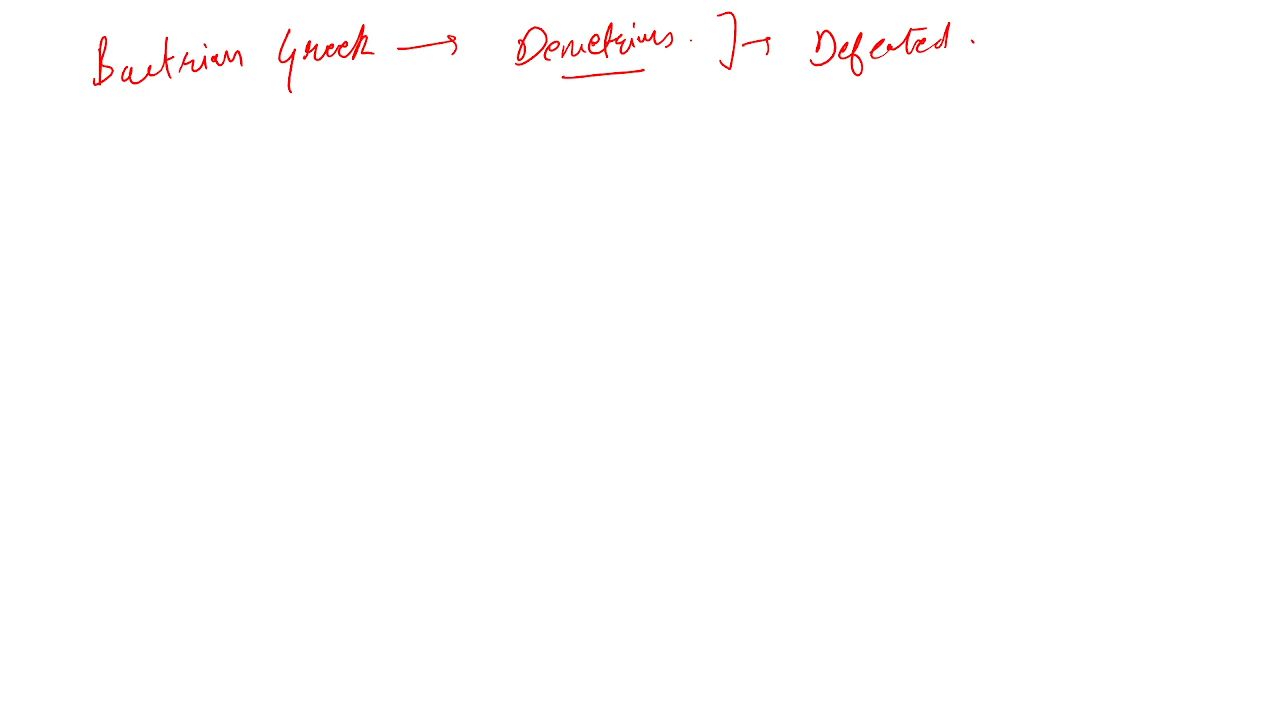 Bactrian Greek → Demetrius. ] → Defeated.